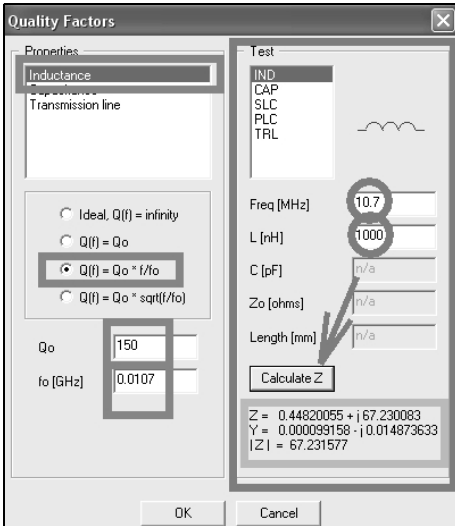 Quality Factors
Properties
Inductance
Capacitance
Transmission line
Ideal, Q(f) = infinity
Q(f) = Qo
Q(f) = Qo * f/fo
Q(f) = Qo * sqrt(f/fo)
Qo
150
fo [GHz]
0.0107
Test
IND
CAP
SLC
PLC
TRL
Freq [MHz]
10.7
L [nH]
1000
C [pF]
n/a
Zo [ohms]
n/a
Length [mm]
n/a
Calculate Z
Z = 0.44820055 + j 67.230083
Y = 0.000099158 - j 0.014873633
|Z| = 67.231577
OK
Cancel